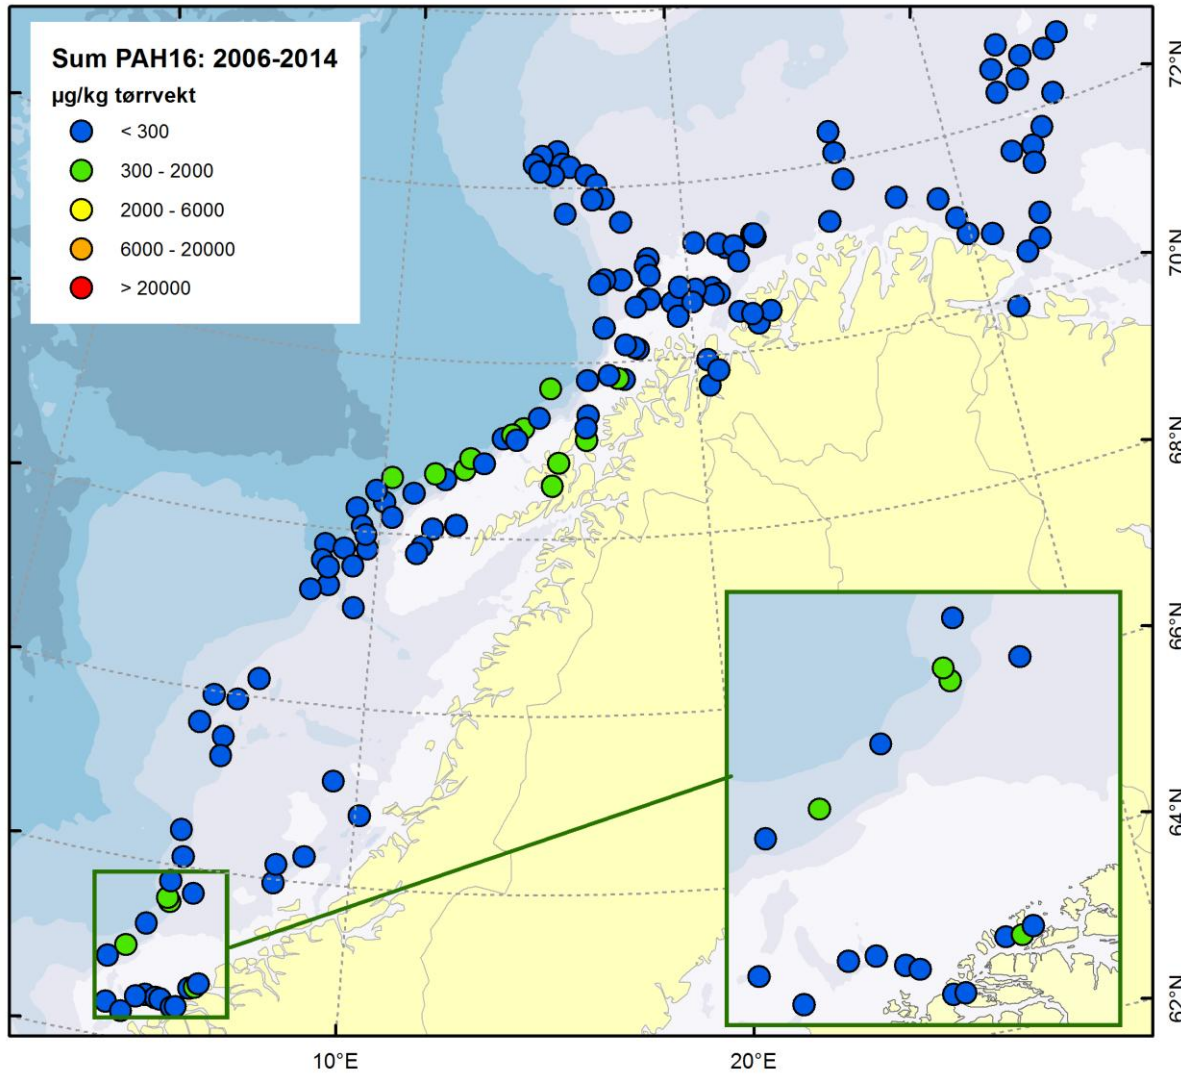 Sum PAH16: 2006-2014
µg/kg tørrvekt
< 300
300 - 2000
2000 - 6000
6000 - 20000
> 20000
72°N
70°N
68°N
66°N
64°N
62°N
10°E
20°E